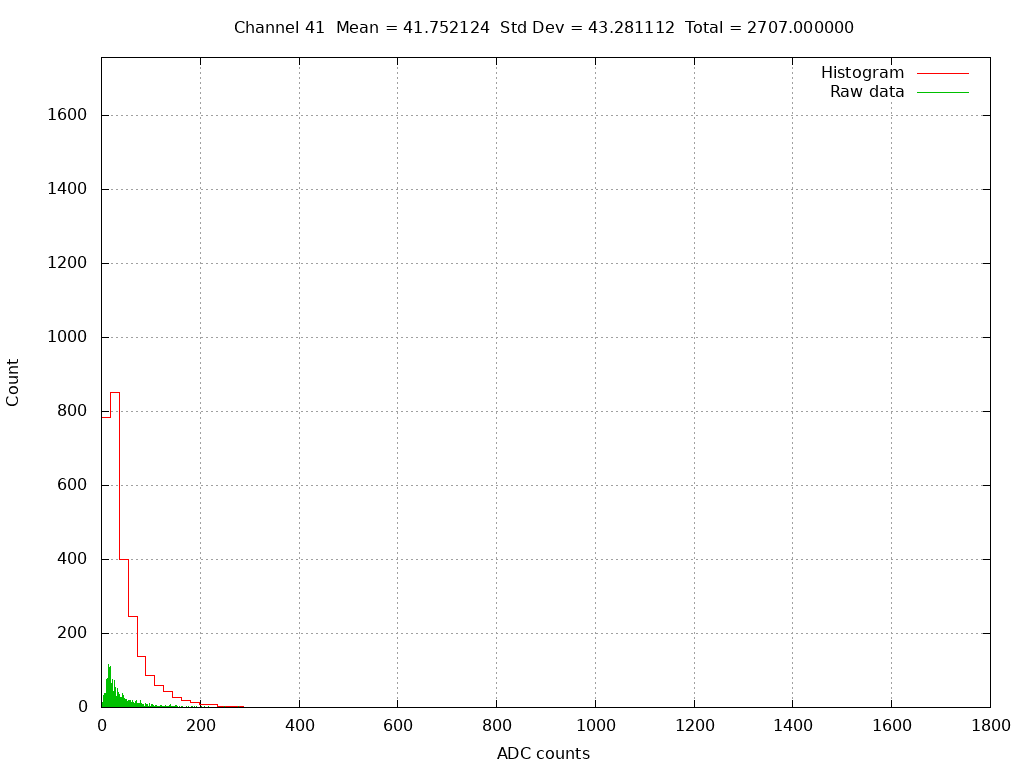 Channel 41  Mean = 41.752124  Std Dev = 43.281112  Total = 2707.000000
Histogram
Raw data
1600
1400
1200
1000
800
600
400
200
0
Count
0 200 400 600 800 1000 1200 1400 1600 1800
ADC counts